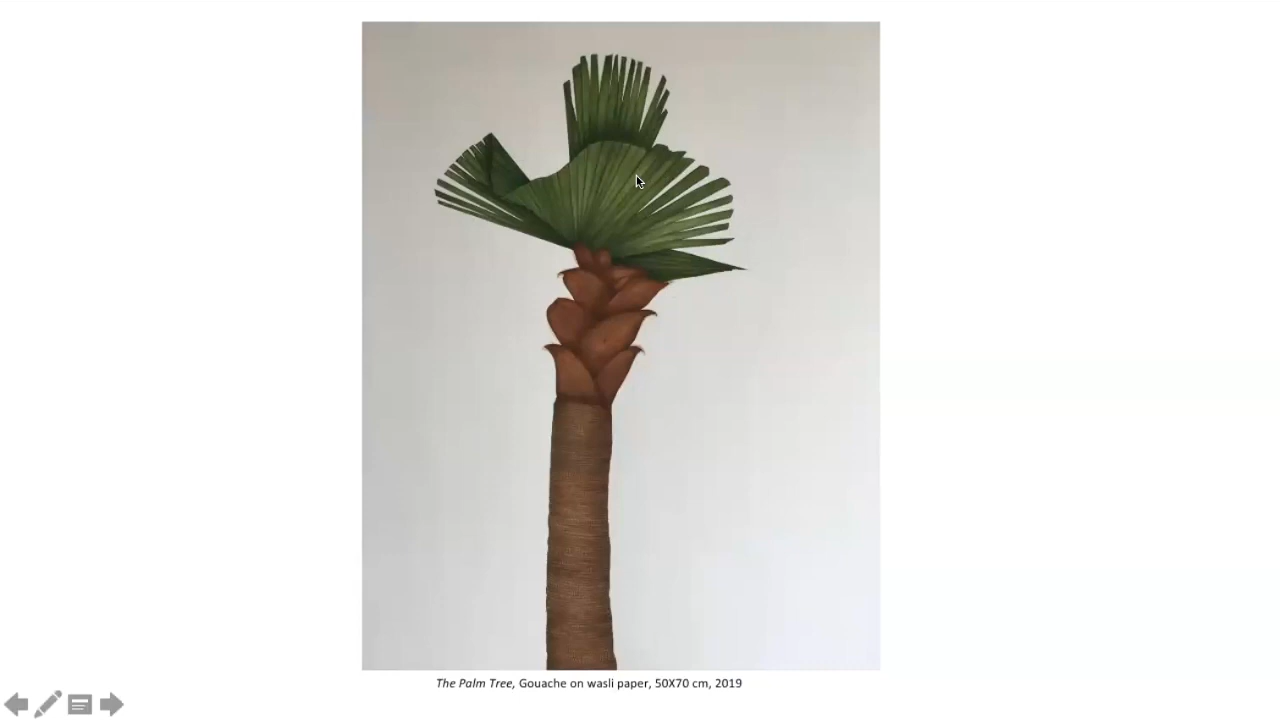 The Palm Tree, Gouache on wasli paper, 50X70 cm, 2019